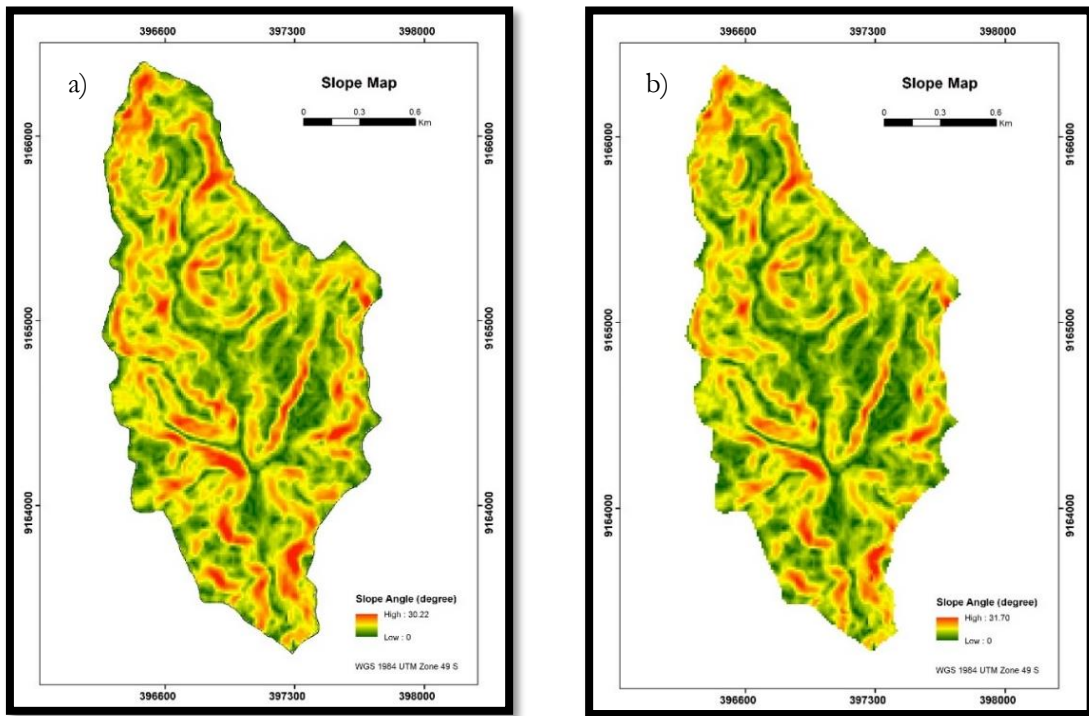 a)
396600 397300 398000
Slope Map
0 0.3 0.6
Km
9166000 9166000
9165000 9165000
9164000 9164000
Slope Angle (degree)
High : 30.22
Low : 0
WGS 1984 UTM Zone 49 S
396600 397300 398000
b)
396600 397300 398000
Slope Map
0 0.3 0.6
Km
9166000 9166000
9165000 9165000
9164000 9164000
Slope Angle (degree)
High : 31.70
Low : 0
WGS 1984 UTM Zone 49 S
396600 397300 398000